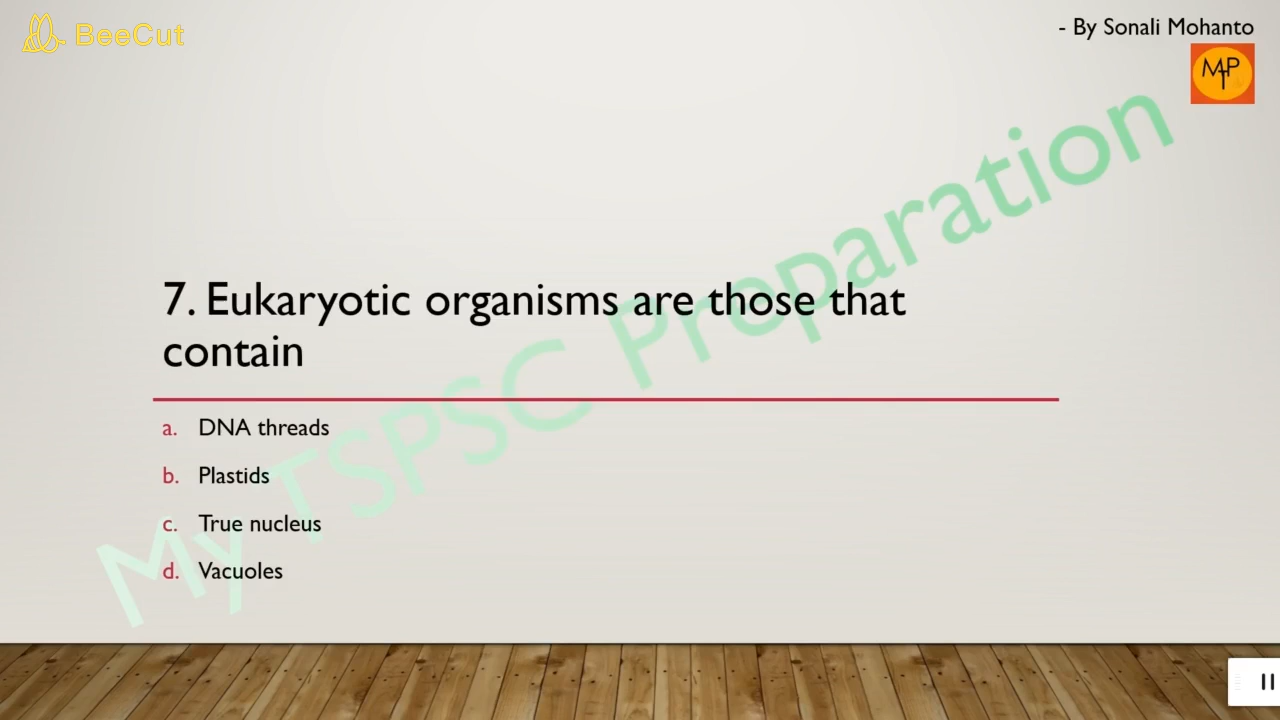 BeeCut
- By Sonali Mohanto
MTP
My TSPSC Preparation
7. Eukaryotic organisms are those that
contain
a. DNA threads
b. Plastids
c. True nucleus
d. Vacuoles